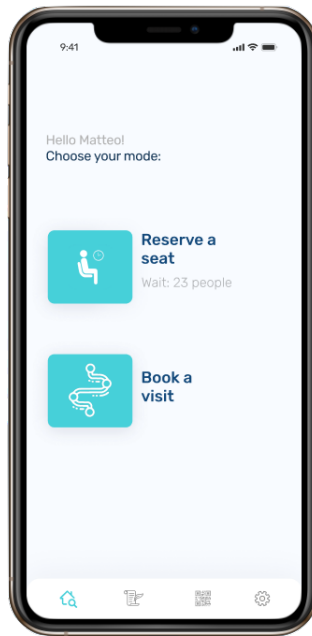 9:41
Hello Matteo!
Choose your mode:
Reserve a
seat
Wait: 23 people
Book a
visit